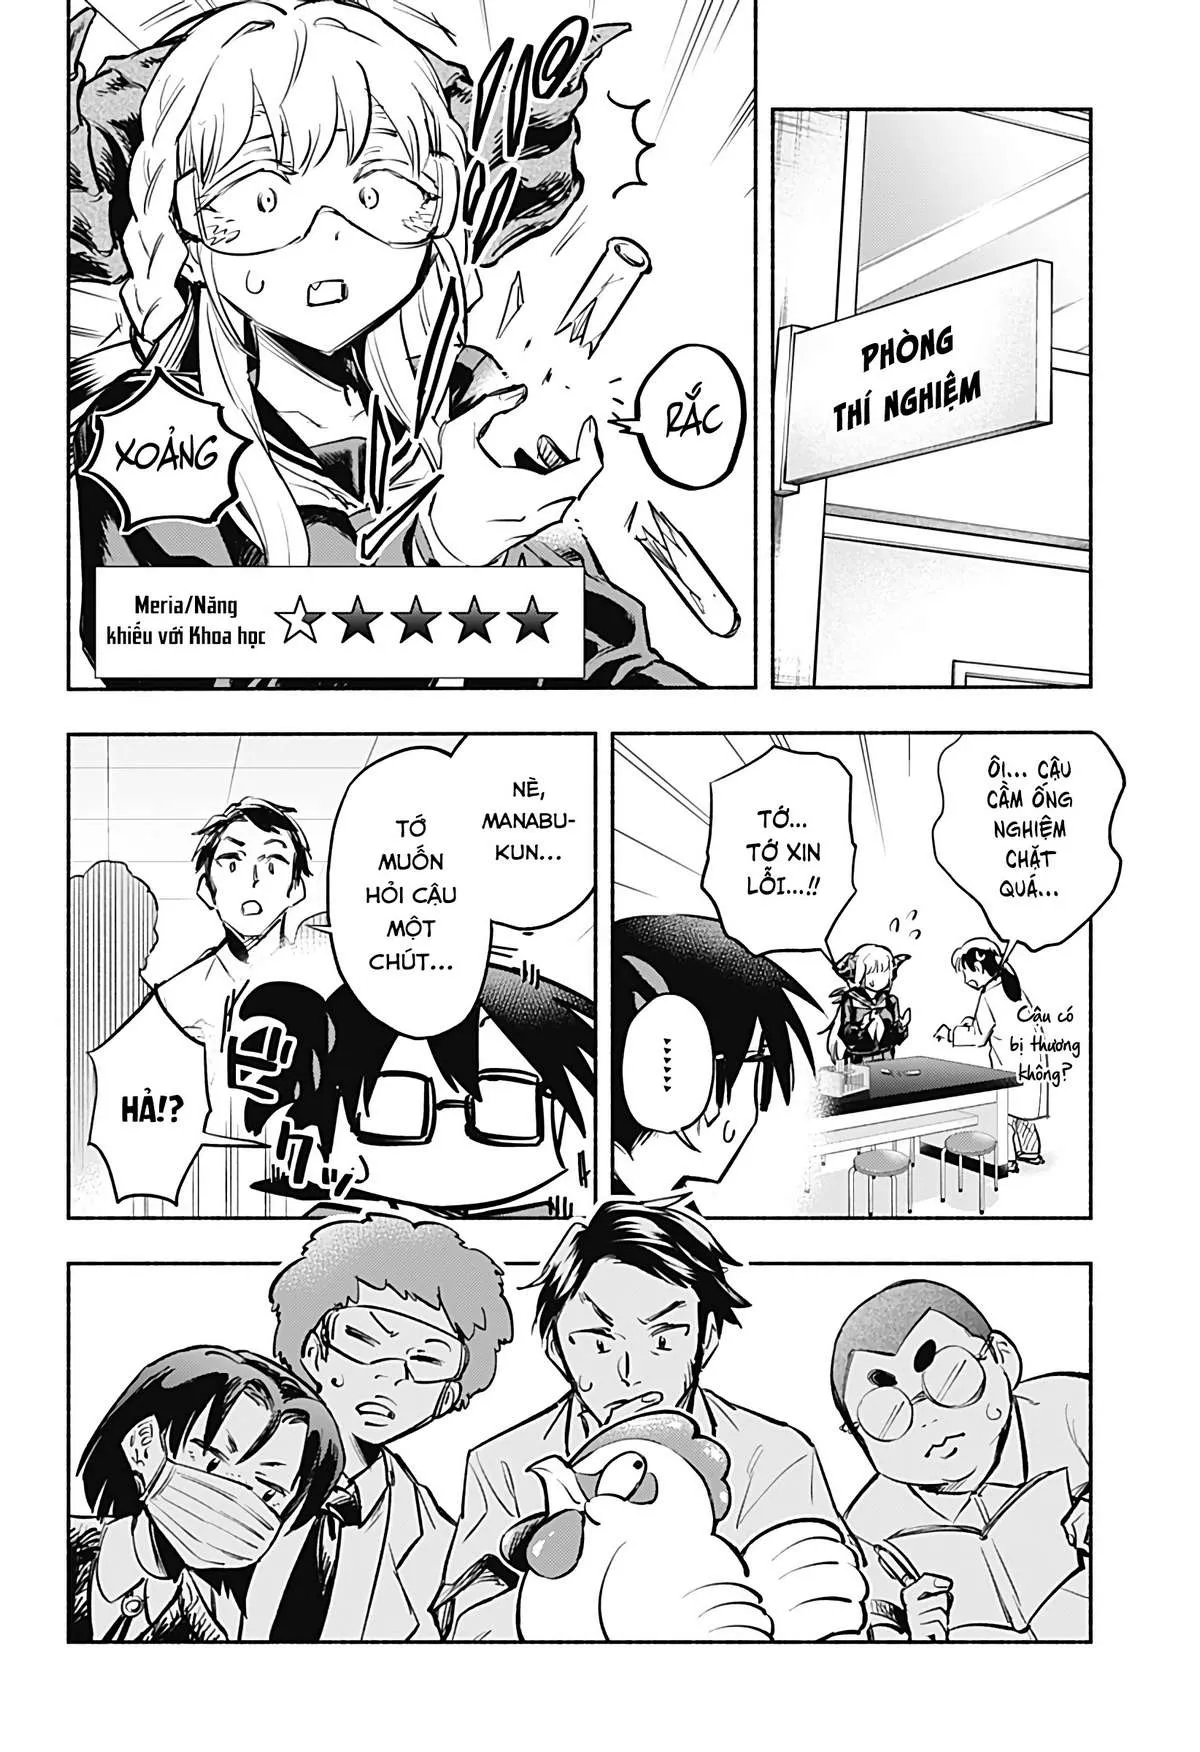 PHÒNG
THÍ NGHIỆM
RẮC
XOẢNG
Meria/Năng
khiếu với Khoa học
ÔI... CẬU
CẦM ỐNG
NGHIỆM
CHẶT
QUÁ...
TỚ...
TỚ XIN
LỖI...!!
Cậu có
bị thương
không?
NÈ,
MANABU-
KUN...
TỚ
MUỐN
HỎI CẬU
MỘT
CHÚT...
HẢ!?